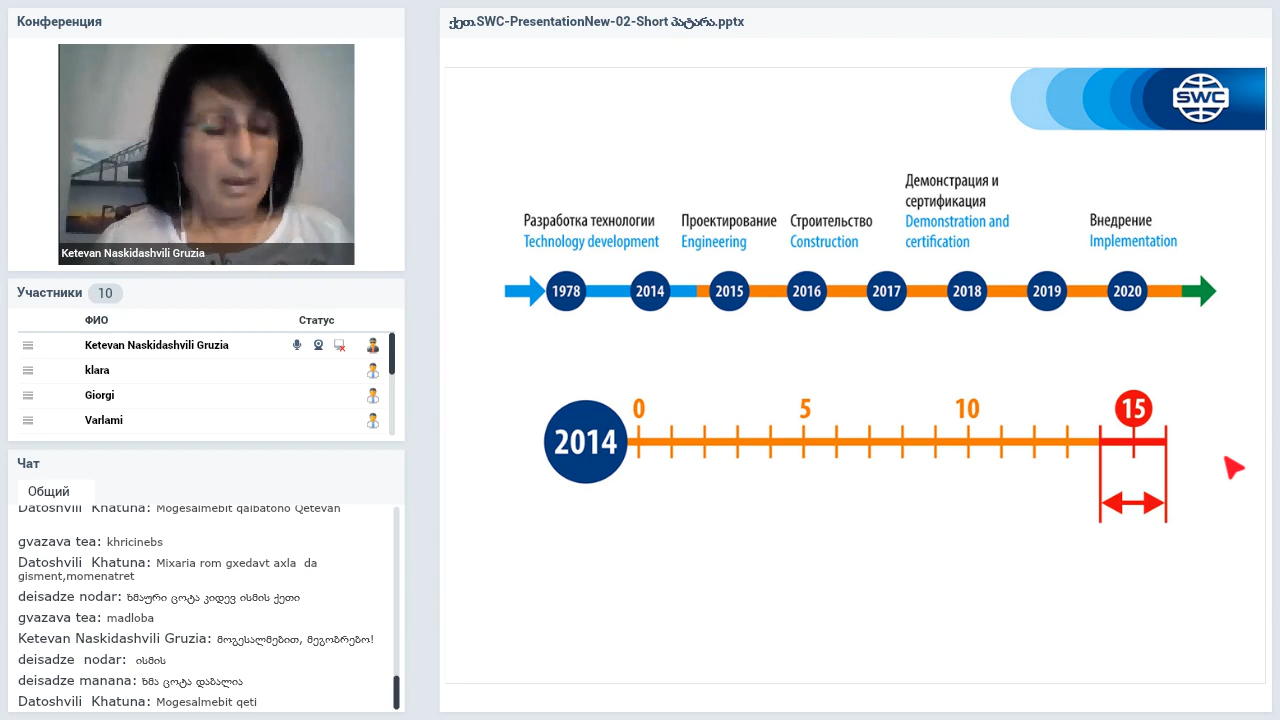 Конференция
Ketevan Naskidashvili Gruzia
Участники 10
ФИО Статус
Ketevan Naskidashvili Gruzia
klara
Giorgi
Varlami
Чат
Общий
Datoshvili Khatuna: Mogesalmebit qalbatono Qetevan
gvazava tea: khricinebs
Datoshvili Khatuna: Mixaria rom gxedavt axla da
gisment,momenatret
deisadze nodar: ხმაური ცოტა კიდევ ისმის ქეთი
gvazava tea: madloba
Ketevan Naskidashvili Gruzia: მოგესალმებით, მეგობრებო!
deisadze nodar: ისმის
deisadze manana: ხმა ცოტა დაბალია
Datoshvili Khatuna: Mogesalmebit qeti
ქეთ.SWC-PresentationNew-02-Short პატარა.pptx
SWC
Разработка технологии
Technology development
Проектирование
Engineering
Строительство
Construction
Демонстрация и
сертификация
Demonstration and
certification
Внедрение
Implementation
1978 2014 2015 2016 2017 2018 2019 2020
0 5 10 15
2014